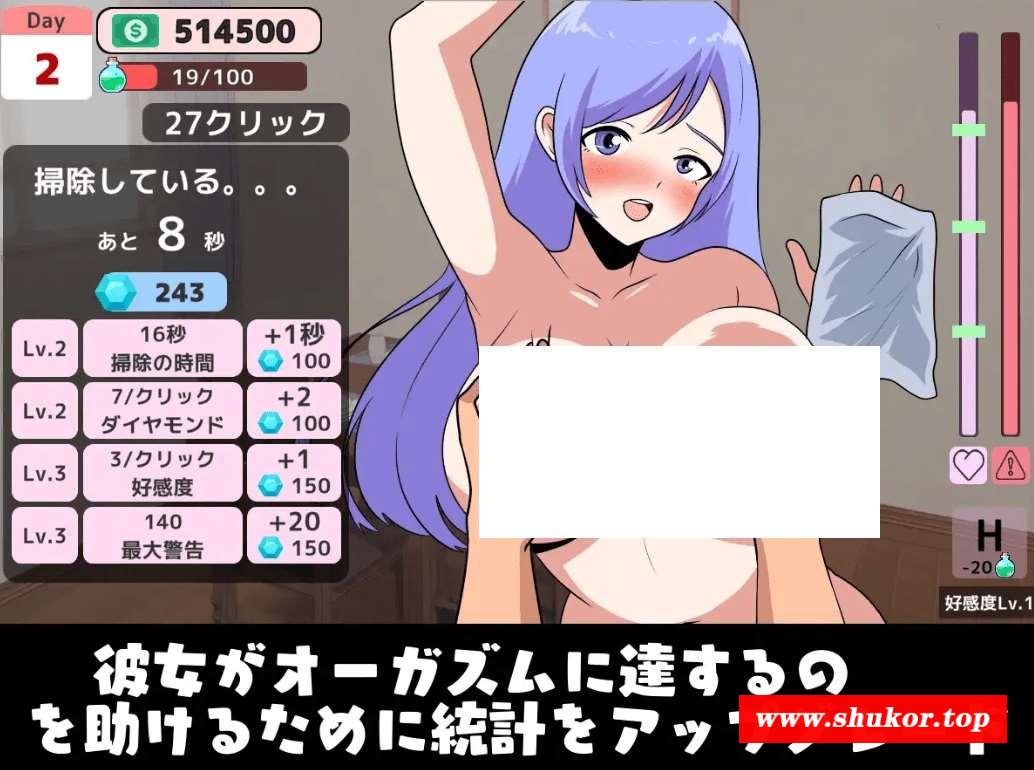 Day
2
514500
19/100
27クリック
掃除している。。。
あと 8 秒
243
Lv.2
16秒
掃除の時間
+1秒
100
Lv.2
7/クリック
ダイヤモンド
+2
100
Lv.3
3/クリック
好感度
+1
150
Lv.3
140
最大警告
+20
150
H
-20
好感度Lv.1
彼女がオーガズムに達するの
を助けるために統計をアップ
www.shukor.top